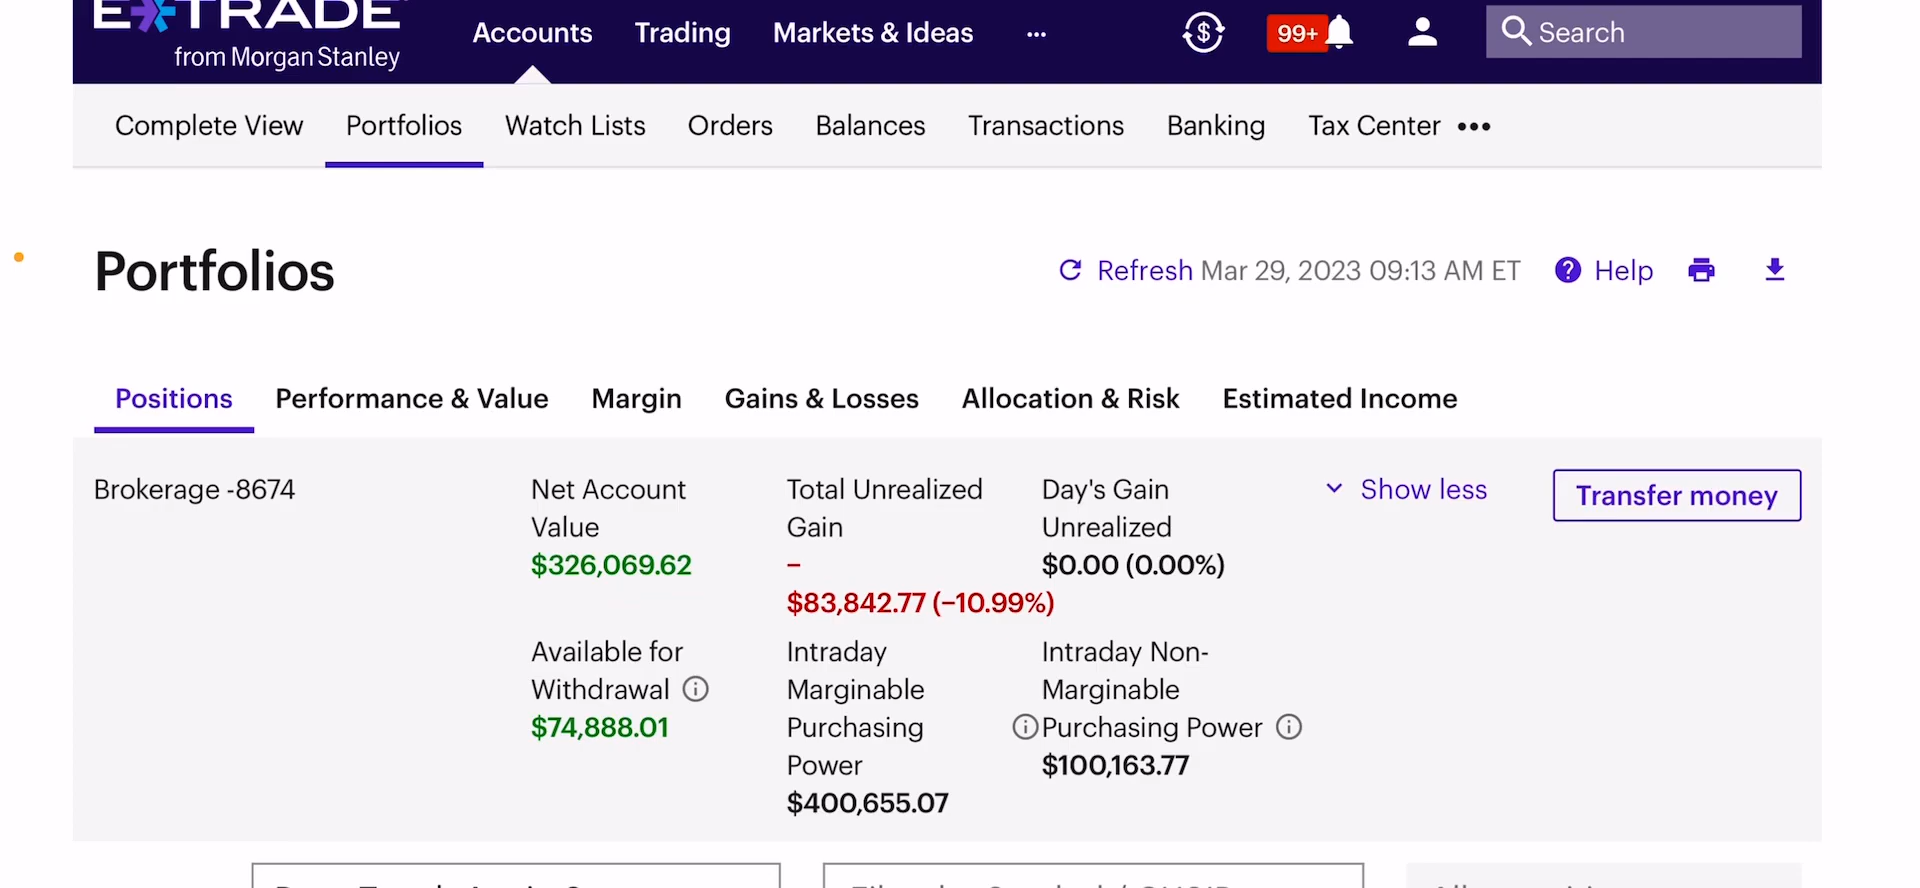 E*TRADE
from Morgan Stanley
Accounts Trading Markets & Ideas ... $ 99+ Search
Complete View Portfolios Watch Lists Orders Balances Transactions Banking Tax Center •••
Portfolios
Refresh Mar 29, 2023 09:13 AM ET ? Help
Positions Performance & Value Margin Gains & Losses Allocation & Risk Estimated Income
Brokerage -8674
Net Account
Value
$326,069.62
Total Unrealized
Gain
–
$83,842.77 (–10.99%)
Day's Gain
Unrealized
$0.00 (0.00%)
Show less
Transfer money
Available for
Withdrawal
$74,888.01
Intraday
Marginable
Purchasing
Power
$400,655.07
Intraday Non-
Marginable
Purchasing Power
$100,163.77